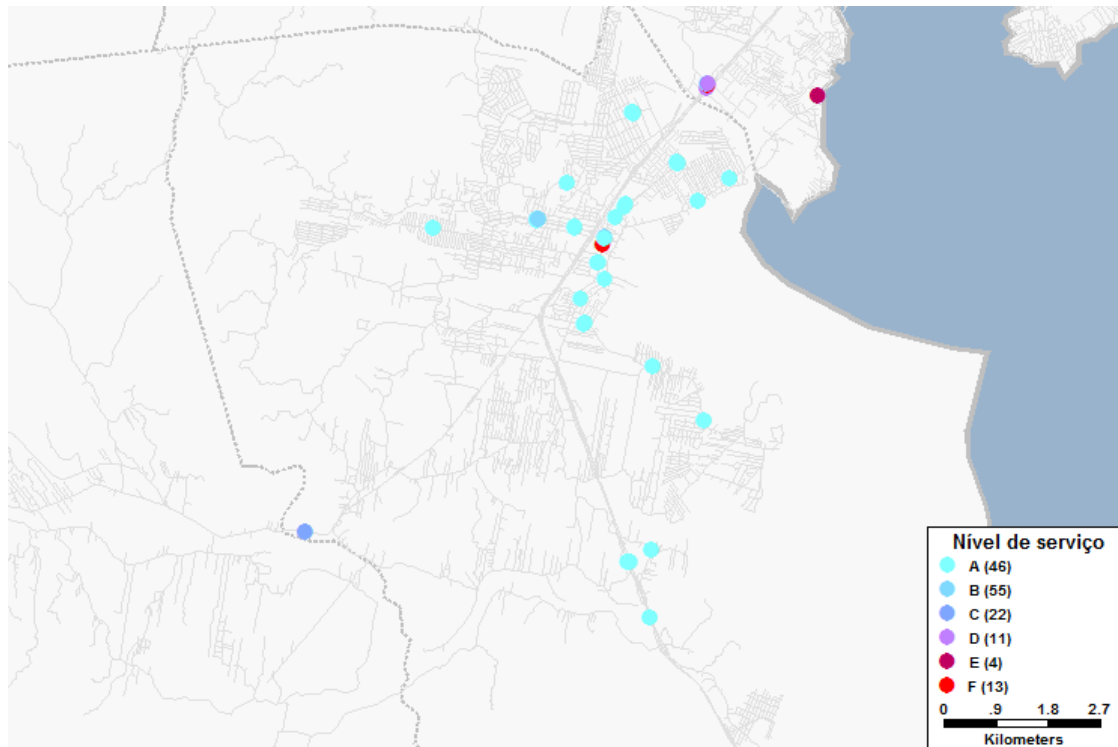 Nível de serviço
A (46)
B (55)
C (22)
D (11)
E (4)
F (13)
0 .9 1.8 2.7
Kilometers